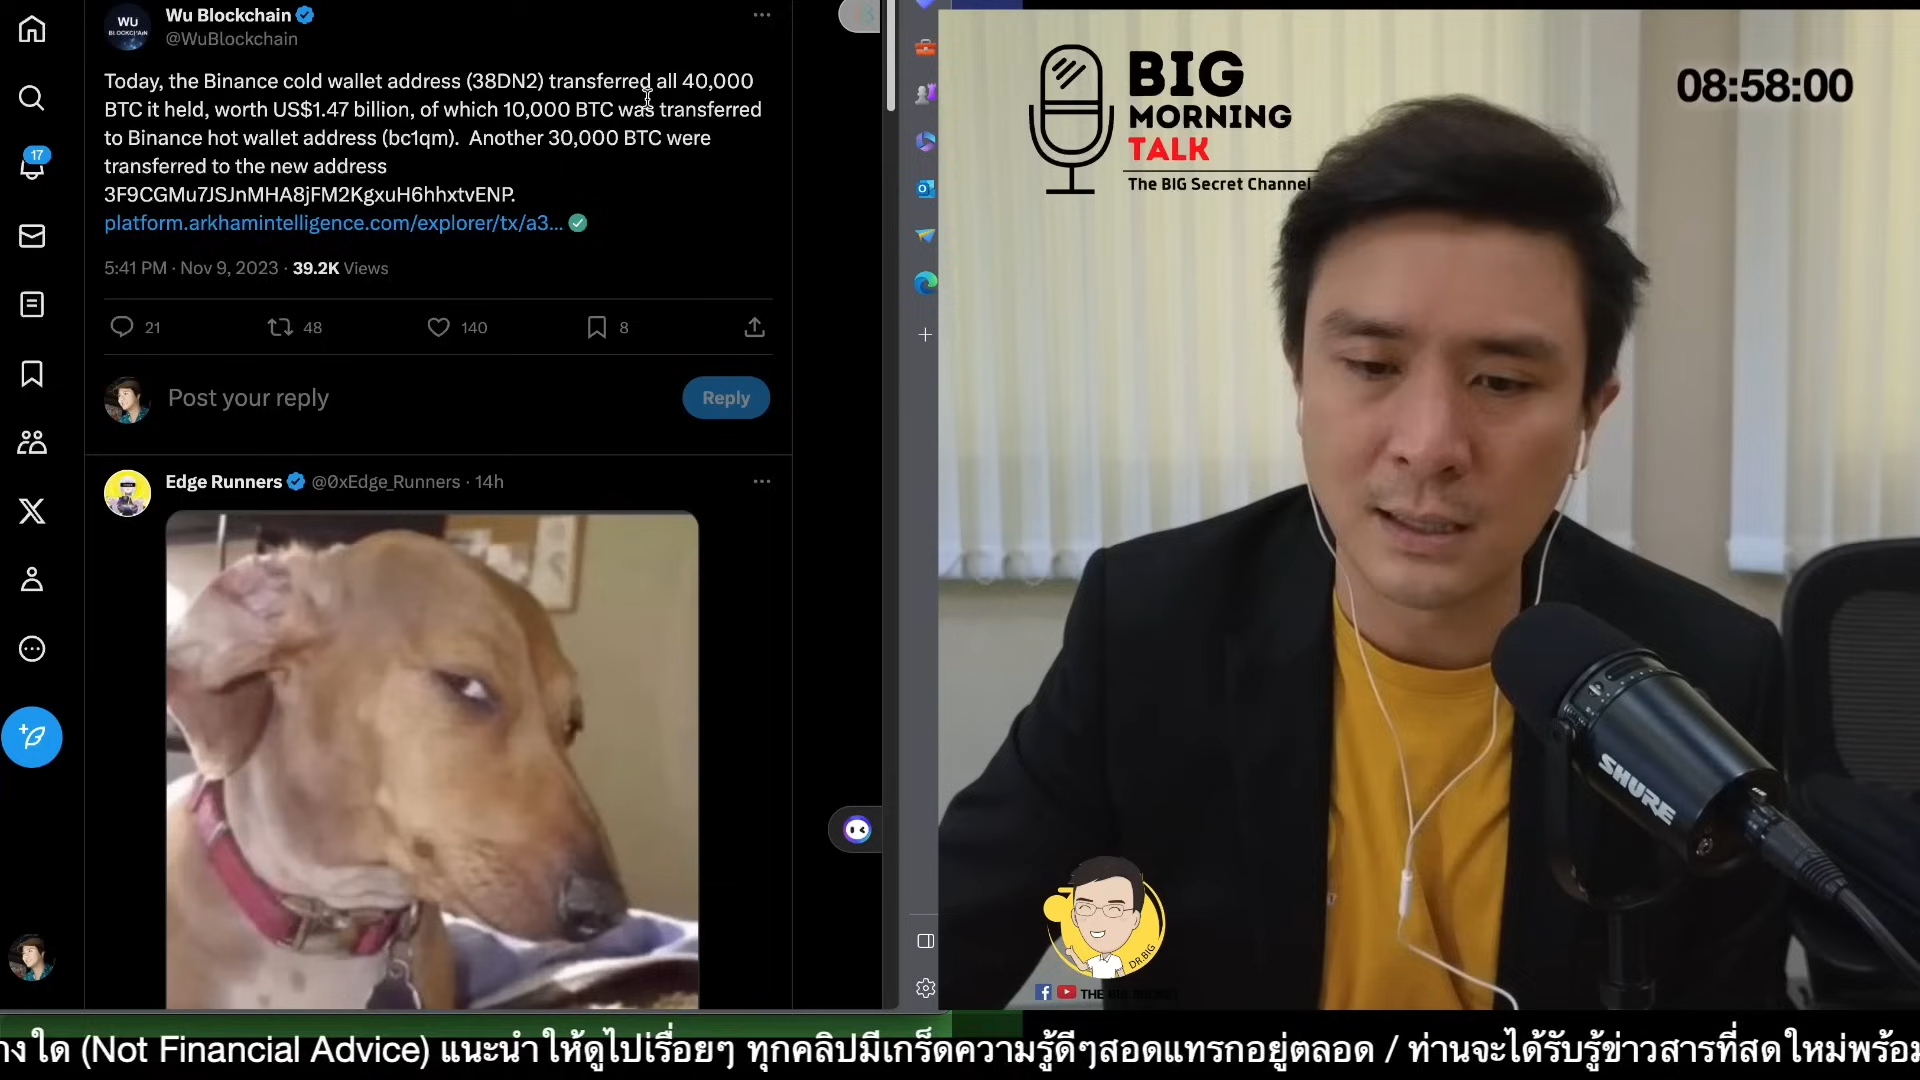 Wu Blockchain
@WuBlockchain
WU
BLOCKCHAIN
Today, the Binance cold wallet address (38DN2) transferred all 40,000
BTC it held, worth US$1.47 billion, of which 10,000 BTC was transferred
to Binance hot wallet address (bc1qm).  Another 30,000 BTC were
transferred to the new address
3F9CGMu7JSJnMHA8jFM2KgxuH6hhxtvENP.
platform.arkhamintelligence.com/explorer/tx/a3...
5:41 PM · Nov 9, 2023 · 39.2K Views
21 48 140 8
17
Post your reply
Reply
Edge Runners @0xEdge_Runners · 14h
BIG
MORNING
TALK
The BIG Secret Channel
08:58:00
SHURE
DR.BIG
THE BIG SECRET
างใด (Not Financial Advice) แนะนำให้ดูไปเรื่อยๆ ทุกคลิปมีเกร็ดความรู้ดีๆสอดแทรกอยู่ตลอด / ท่านจะได้รับรู้ข่าวสารที่สดใหม่พร้อม